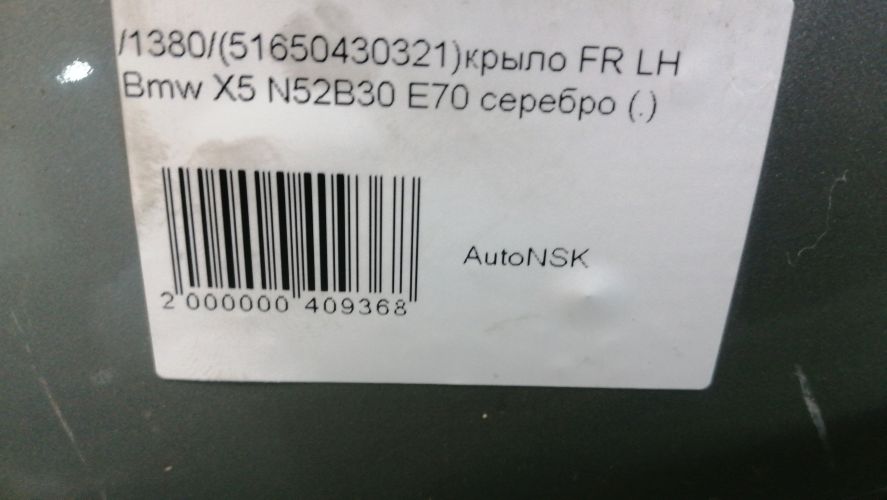 /1380/(51650430321)крыло FR LH
Bmw X5 N52B30 E70 серебро (.)
AutoNSK
2 000000 409368